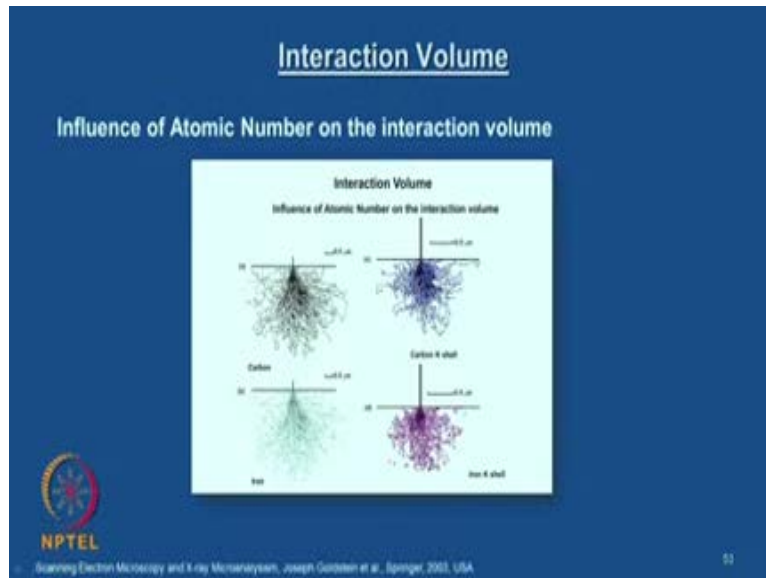 Interaction Volume
Influence of Atomic Number on the interaction volume
Interaction Volume
Influence of Atomic Number on the interaction volume
Carbon
Carbon K shell
Iron
Iron K shell
NPTEL
Scanning Electron Microscopy and X-ray Microanalysis, Joseph Goldstein et al., Springer, 2003, USA
53